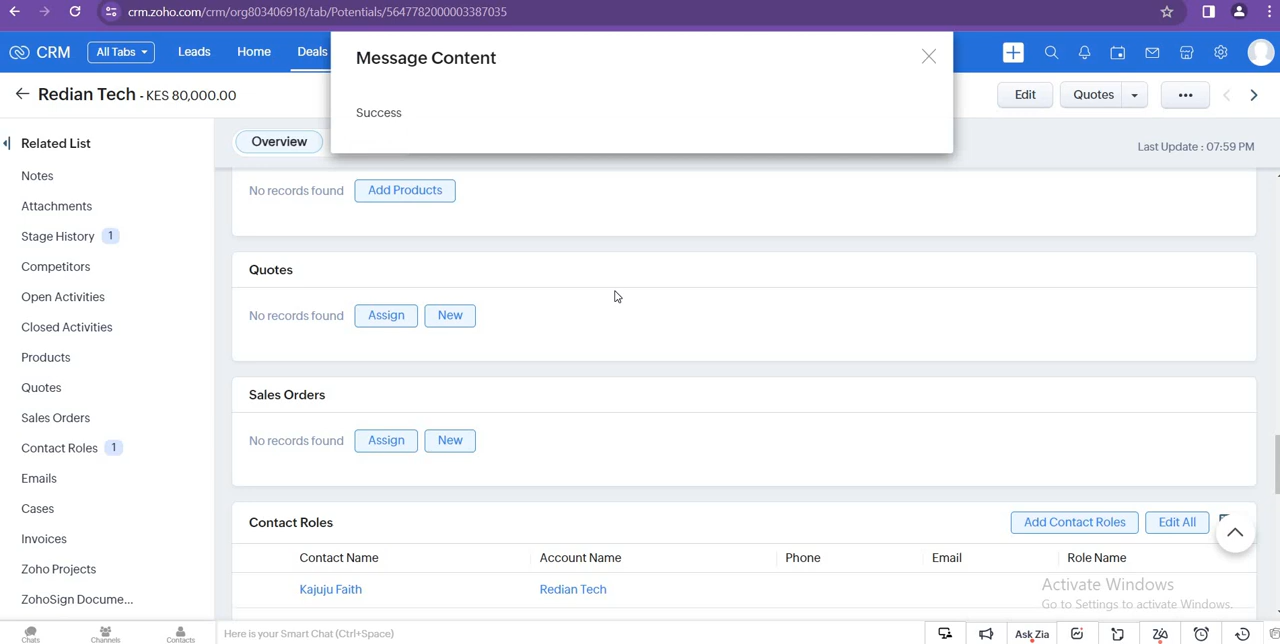 crm.zoho.com/crm/org803406918/tab/Potentials/5647782000003387035
CRM All Tabs Leads Home Deals
Message Content
Success
Redian Tech - KES 80,000.00
Edit Quotes •••
Related List
Overview
Last Update : 07:59 PM
Notes
Attachments
Stage History 1
Competitors
Open Activities
Closed Activities
Products
Quotes
Sales Orders
Contact Roles 1
Emails
Cases
Invoices
Zoho Projects
ZohoSign Docume...
No records found Add Products
Quotes
No records found Assign New
Sales Orders
No records found Assign New
Contact Roles Add Contact Roles Edit All
Contact Name Account Name Phone Email Role Name
Kajuju Faith Redian Tech
Activate Windows
Go to Settings to activate Windows.
Chats Channels Contacts Here is your Smart Chat (Ctrl+Space) Ask Zia